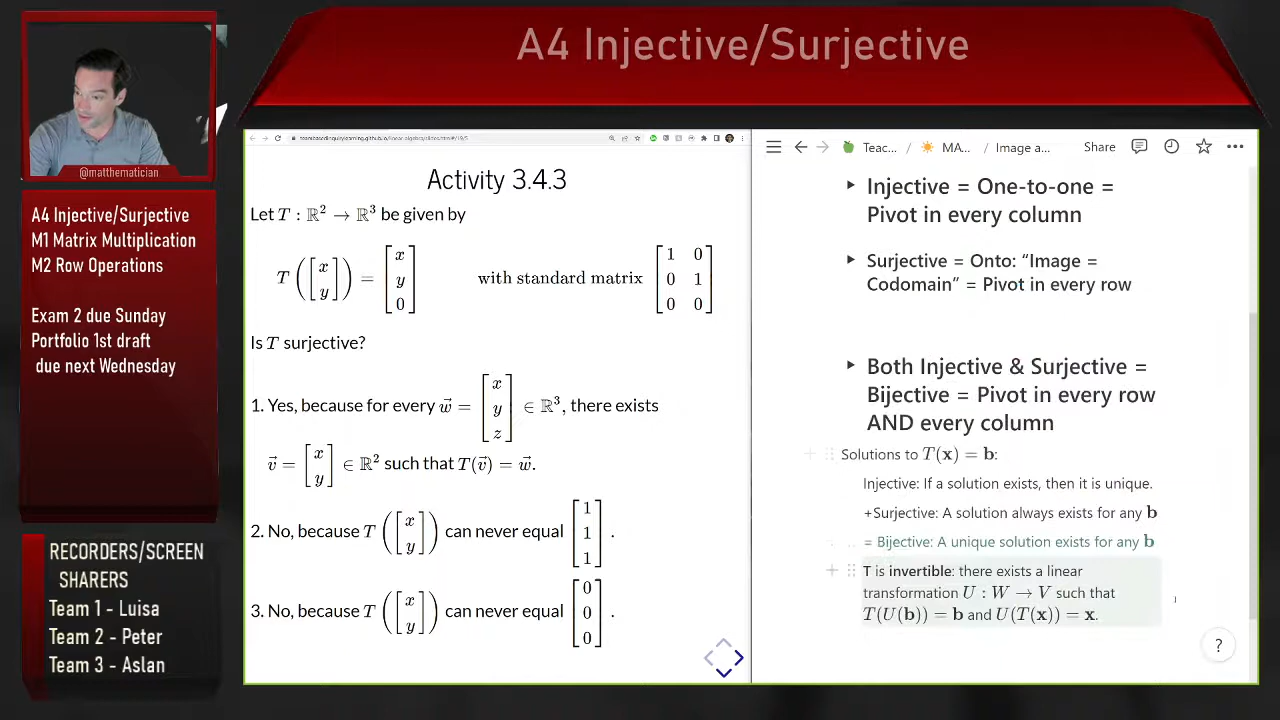 A4 Injective/Surjective
@matthematician
A4 Injective/Surjective
M1 Matrix Multiplication
M2 Row Operations
Exam 2 due Sunday
Portfolio 1st draft
due next Wednesday
RECORDERS/SCREEN
SHARERS
Team 1 - Luisa
Team 2 - Peter
Team 3 - Aslan
Activity 3.4.3
Let T : ℝ² → ℝ³ be given by
T([x y]) = [x y 0] with standard matrix [1 0; 0 1; 0 0]
Is T surjective?
1. Yes, because for every w⃗ = [x y z] ∈ ℝ³, there exists
v⃗ = [x y] ∈ ℝ² such that T(v⃗) = w⃗.
2. No, because T([x y]) can never equal [1 1 1].
3. No, because T([x y]) can never equal [0 0 0].
Teac... / MA... / Image a... Share
Injective = One-to-one =
Pivot in every column
Surjective = Onto: “Image =
Codomain” = Pivot in every row
Both Injective & Surjective =
Bijective = Pivot in every row
AND every column
Solutions to T(x) = b:
Injective: If a solution exists, then it is unique.
+Surjective: A solution always exists for any b
= Bijective: A unique solution exists for any b
T is invertible: there exists a linear
transformation U : W → V such that
T(U(b)) = b and U(T(x)) = x.
?